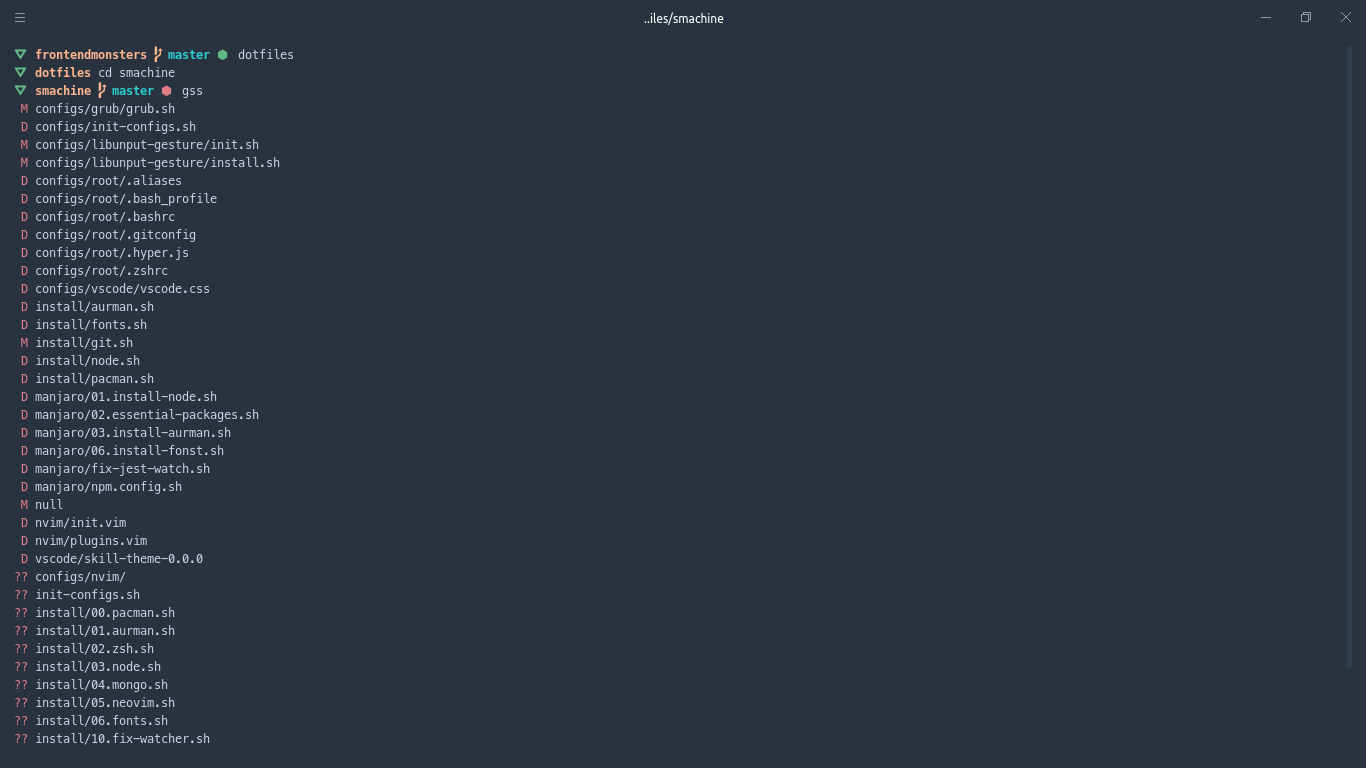 ..iles/smachine
frontendmonsters master dotfiles
dotfiles cd smachine
smachine master gss
M configs/grub/grub.sh
D configs/init-configs.sh
M configs/libunput-gesture/init.sh
M configs/libunput-gesture/install.sh
D configs/root/.aliases
D configs/root/.bash_profile
D configs/root/.bashrc
D configs/root/.gitconfig
D configs/root/.hyper.js
D configs/root/.zshrc
D configs/vscode/vscode.css
D install/aurman.sh
D install/fonts.sh
M install/git.sh
D install/node.sh
D install/pacman.sh
D manjaro/01.install-node.sh
D manjaro/02.essential-packages.sh
D manjaro/03.install-aurman.sh
D manjaro/06.install-fonst.sh
D manjaro/fix-jest-watch.sh
D manjaro/npm.config.sh
M null
D nvim/init.vim
D nvim/plugins.vim
D vscode/skill-theme-0.0.0
?? configs/nvim/
?? init-configs.sh
?? install/00.pacman.sh
?? install/01.aurman.sh
?? install/02.zsh.sh
?? install/03.node.sh
?? install/04.mongo.sh
?? install/05.neovim.sh
?? install/06.fonts.sh
?? install/10.fix-watcher.sh